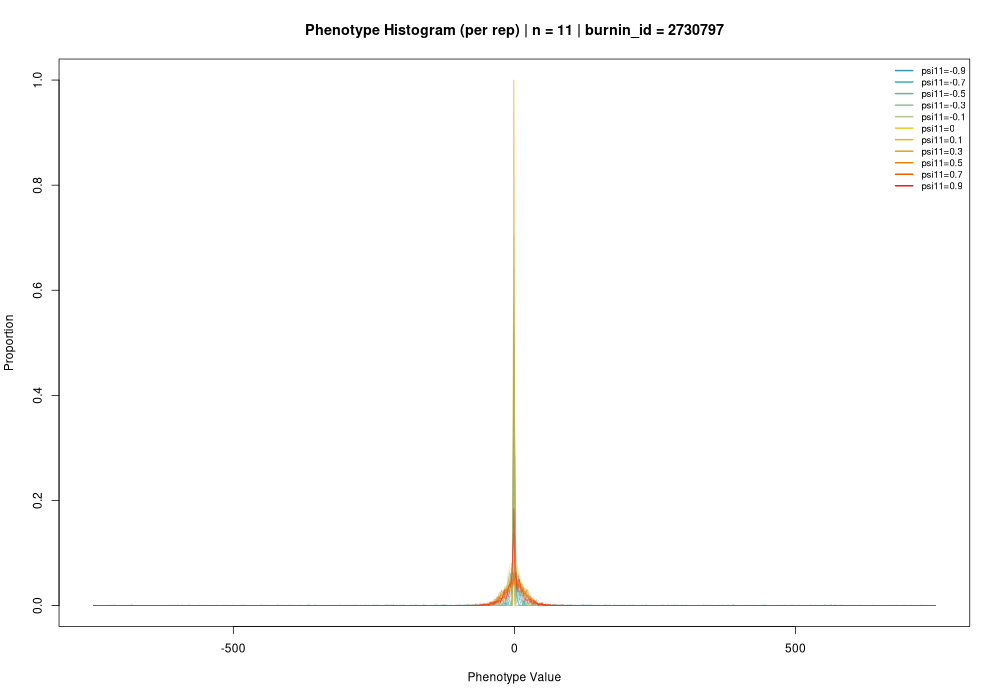 Phenotype Histogram (per rep) | n = 11 | burnin_id = 2730797
psi11=-0.9
psi11=-0.7
psi11=-0.5
psi11=-0.3
psi11=-0.1
psi11=0
psi11=0.1
psi11=0.3
psi11=0.5
psi11=0.7
psi11=0.9
Proportion
1.0
0.8
0.6
0.4
0.2
0.0
-500
0
500
Phenotype Value